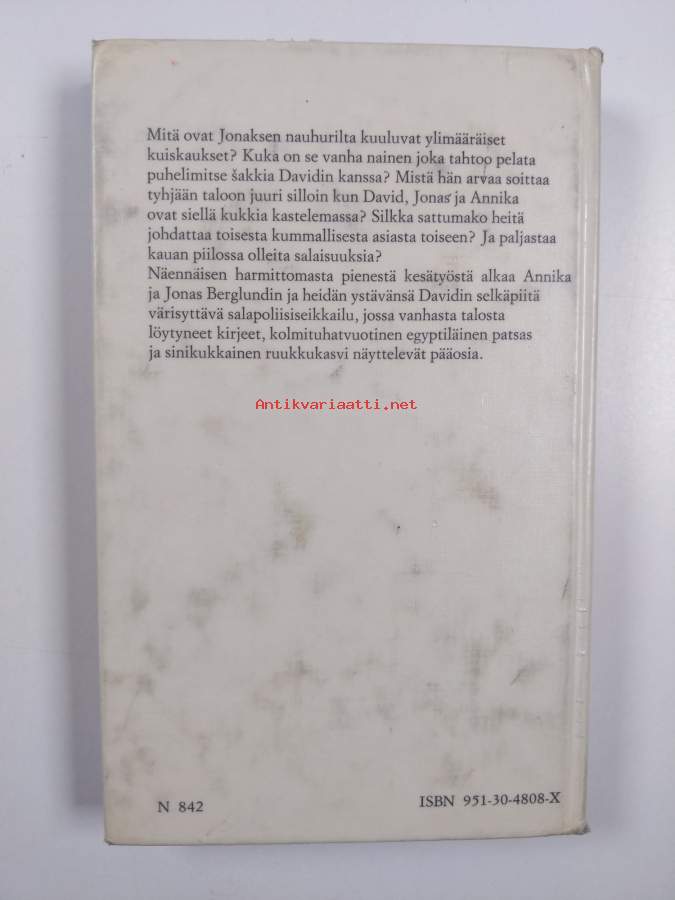 Mitä ovat Jonaksen nauhurilta kuuluvat ylimääräiset
kuiskaukset? Kuka on se vanha nainen joka tahtoo pelata
puhelimitse šakkia Davidin kanssa? Mistä hän arvaa soittaa
tyhjään taloon juuri silloin kun David, Jonas ja Annika
ovat siellä kukkia kastelemassa? Silkka sattumako heitä
johdattaa toisesta kummallisesta asiasta toiseen? Ja paljastaa
kauan piilossa olleita salaisuuksia?
Näennäisen harmittomasta pienestä kesätyöstä alkaa Annika
ja Jonas Berglundin ja heidän ystävänsä Davidin selkäpiitä
värisyttävä salapoliisiseikkailu, jossa vanhasta talosta
löytyneet kirjeet, kolmituhatvuotinen egyptiläinen patsas
ja sinikukkainen ruukkukasvi näyttelevät pääosia.
Antikvariaatti.net
N 842
ISBN 951-30-4808-X